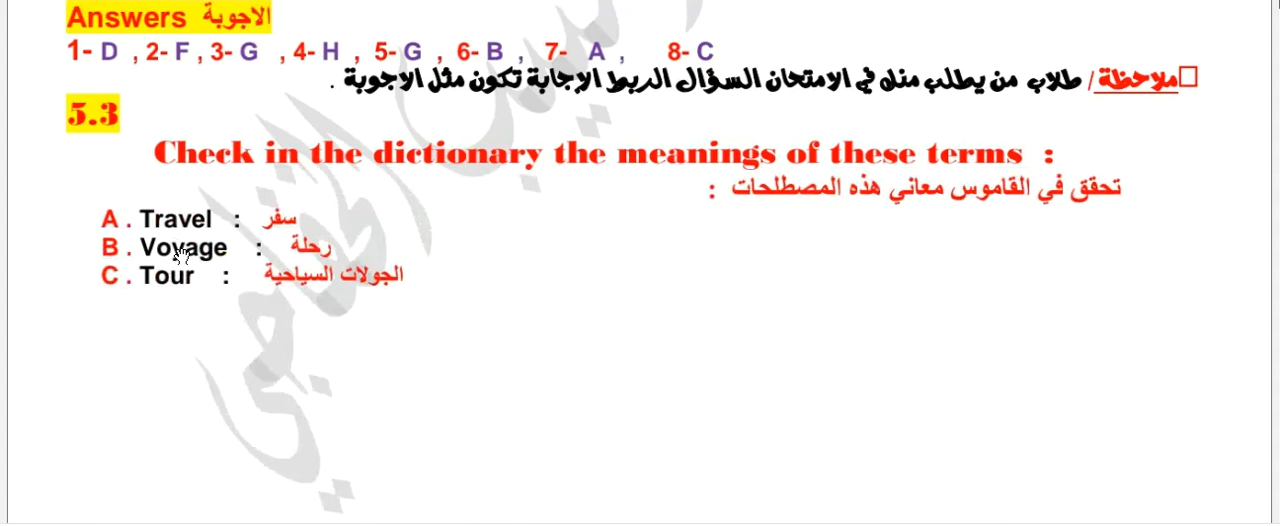 Answers الاجوبة
1- D , 2- F , 3- G , 4- H , 5- G , 6- B , 7- A , 8- C
ملاحظة / طلاب من يطلب منك في الامتحان السؤال الربط الاجابة تكون مثل الاجوبة .
5.3
Check in the dictionary the meanings of these terms :
تحقق في القاموس معاني هذه المصطلحات :
A . Travel : سفر
B . Voyage : رحلة
C . Tour : الجولات السياحية